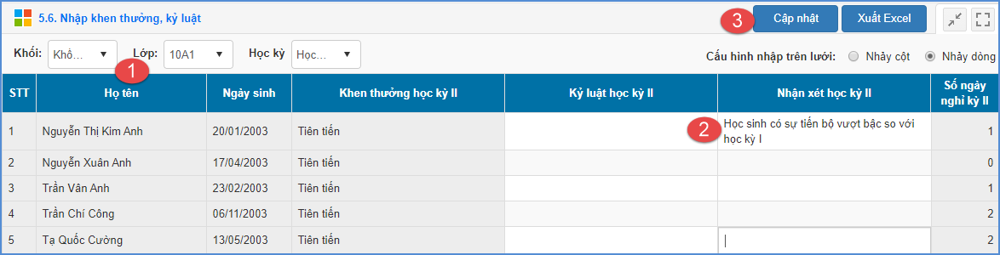 5.6. Nhập khen thưởng, kỷ luật
3
Cập nhật
Xuất Excel
Khối:
Khố...
Lớp:
10A1
Học kỳ
Học...
Cấu hình nhập trên lưới:
Nhảy cột
Nhảy dòng
1
STT
Họ tên
Ngày sinh
Khen thưởng học kỳ II
Kỷ luật học kỳ II
Nhận xét học kỳ II
Số ngày
nghỉ kỳ II
1
Nguyễn Thị Kim Anh
20/01/2003
Tiên tiến
2
Học sinh có sự tiến bộ vượt bậc so với
học kỳ I
1
2
Nguyễn Xuân Anh
17/04/2003
Tiên tiến
0
3
Trần Vân Anh
23/02/2003
Tiên tiến
1
4
Trần Chí Công
06/11/2003
Tiên tiến
2
5
Tạ Quốc Cường
13/05/2003
Tiên tiến
2